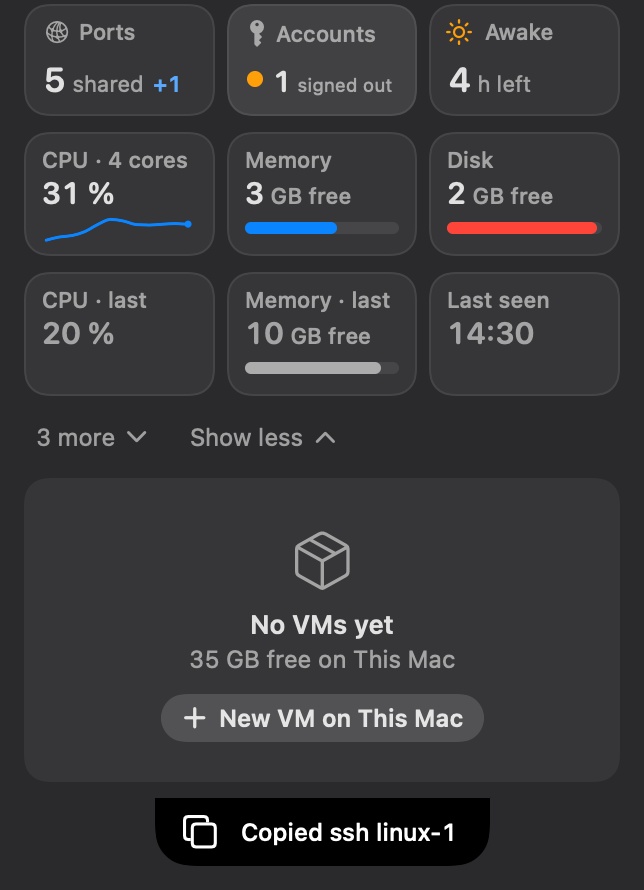 Ports
5 shared +1
Accounts
1 signed out
Awake
4 h left
CPU · 4 cores
31 %
Memory
3 GB free
Disk
2 GB free
CPU · last
20 %
Memory · last
10 GB free
Last seen
14:30
3 more
Show less
No VMs yet
35 GB free on This Mac
+ New VM on This Mac
Copied ssh linux-1